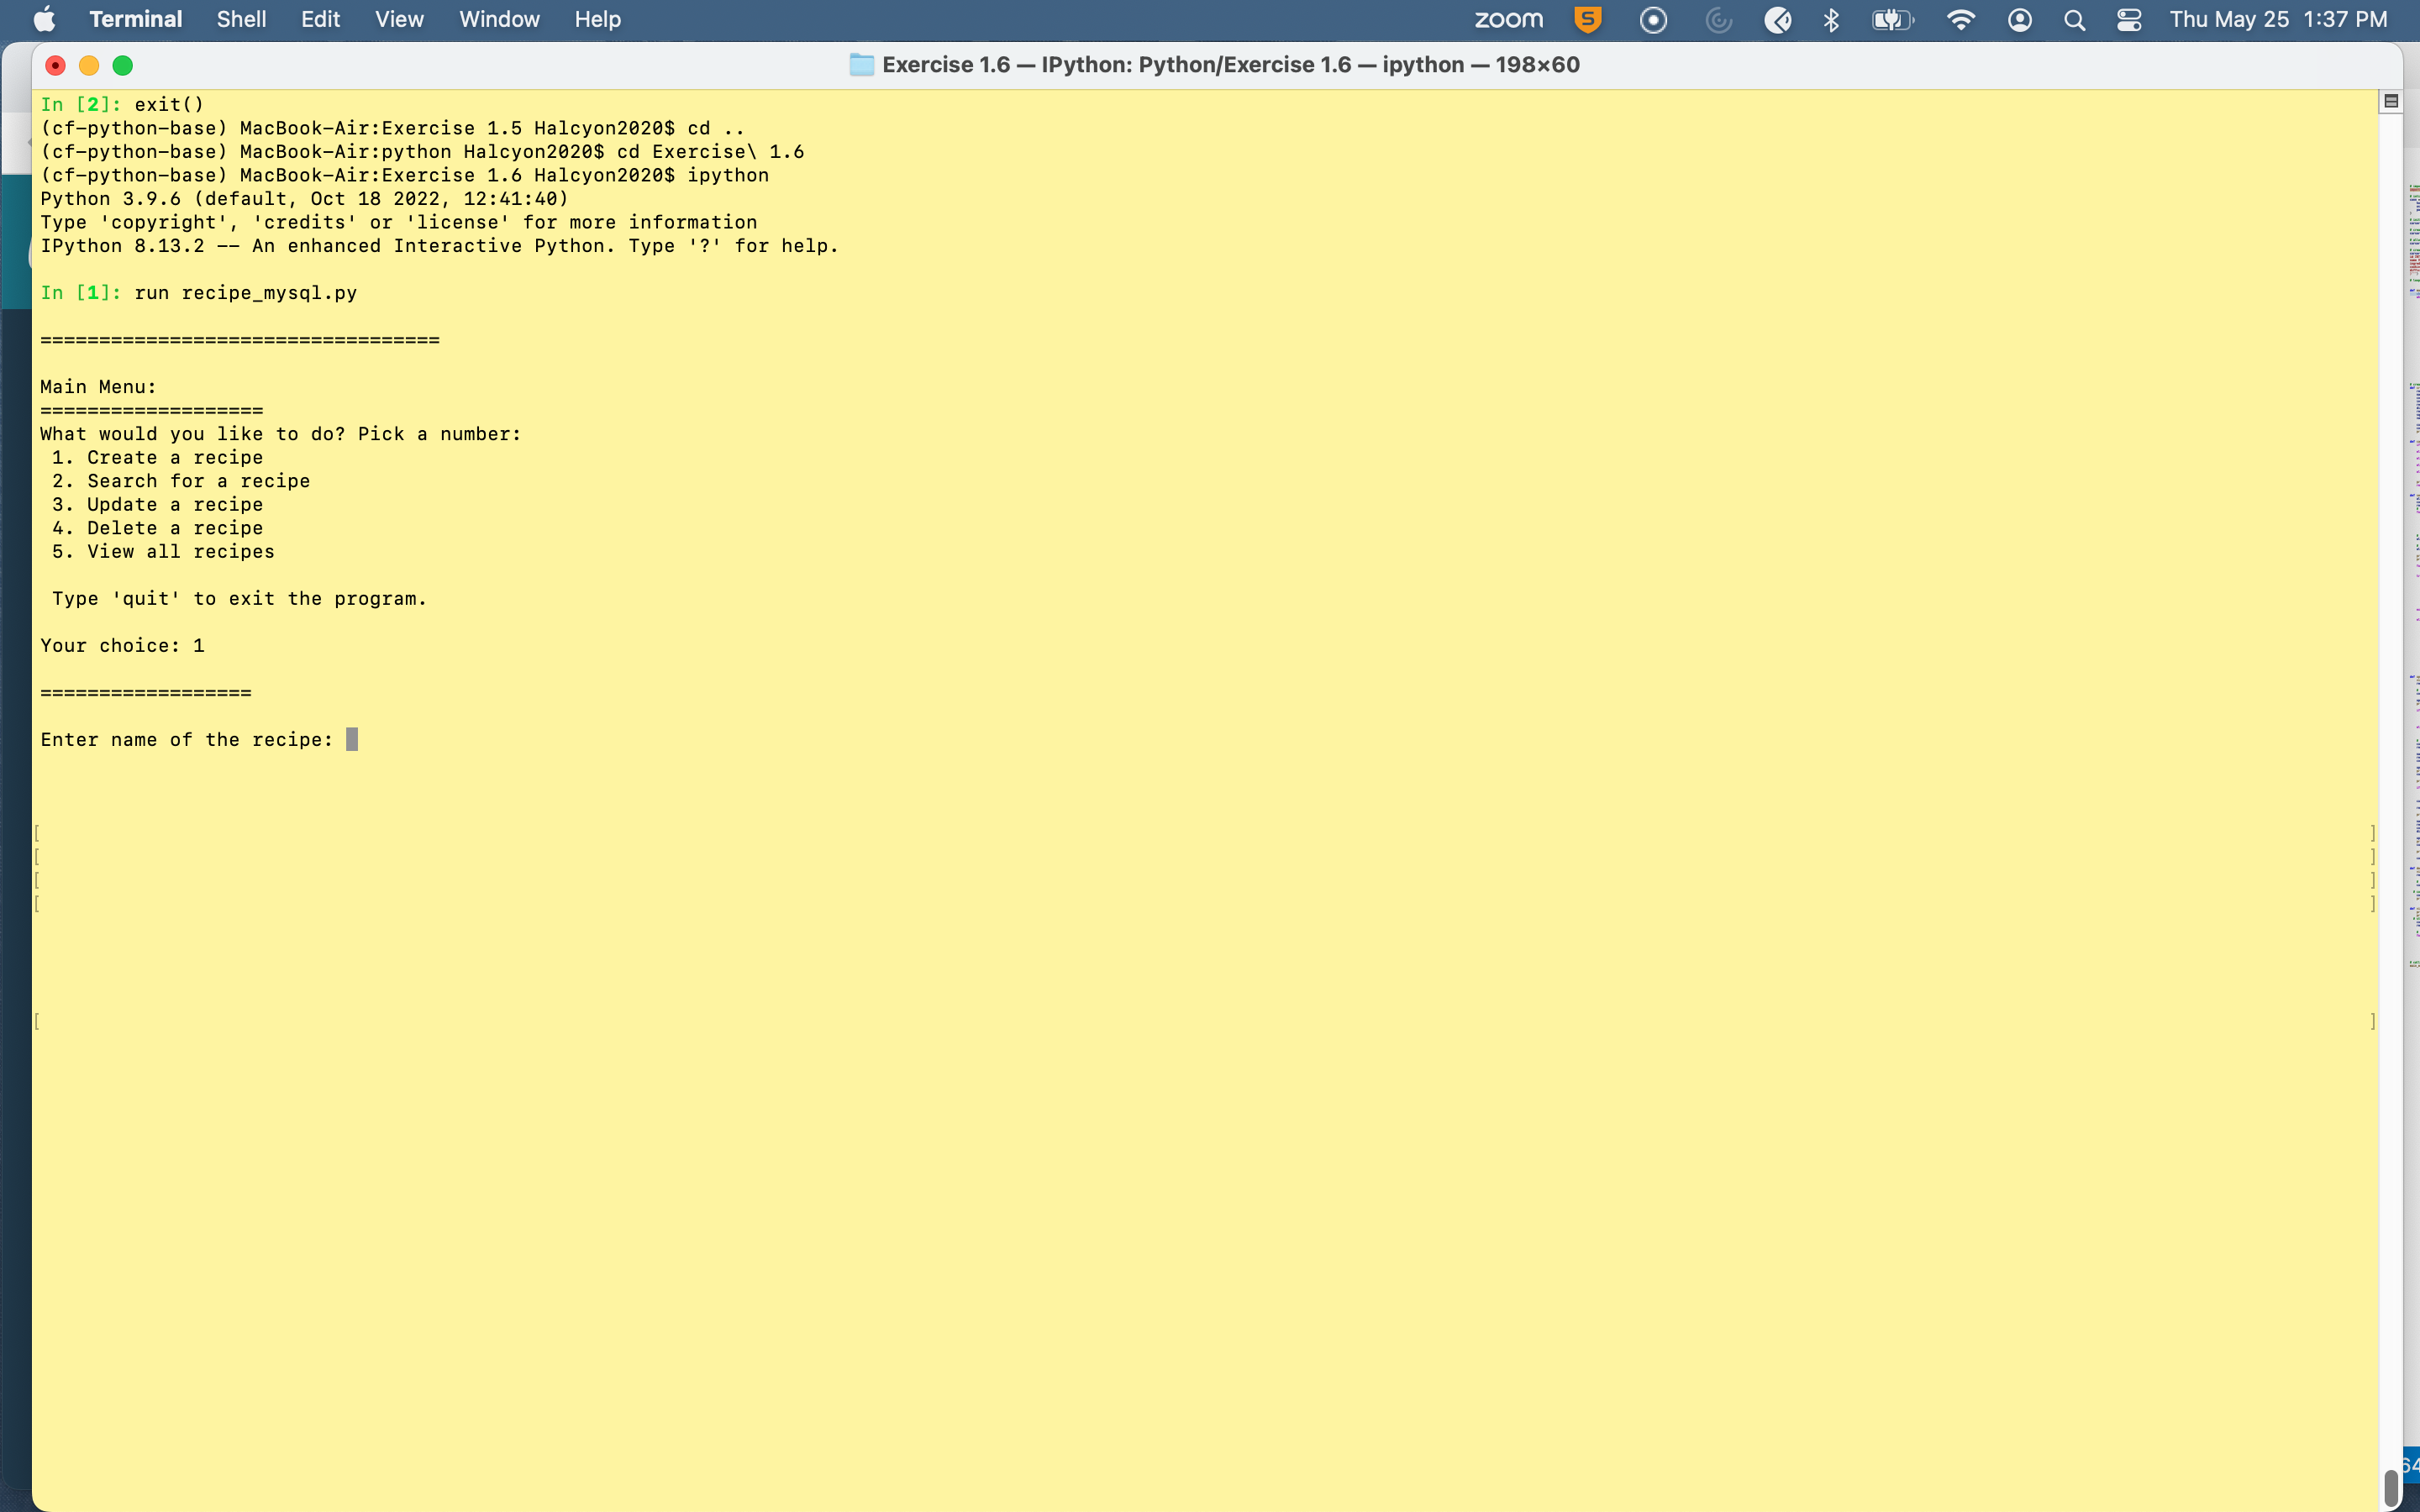 Terminal Shell Edit View Window Help zoom S Thu May 25 1:37 PM
Exercise 1.6 — IPython: Python/Exercise 1.6 — ipython — 198×60
In [2]: exit()
(cf-python-base) MacBook-Air:Exercise 1.5 Halcyon2020$ cd ..
(cf-python-base) MacBook-Air:python Halcyon2020$ cd Exercise\ 1.6
(cf-python-base) MacBook-Air:Exercise 1.6 Halcyon2020$ ipython
Python 3.9.6 (default, Oct 18 2022, 12:41:40)
Type 'copyright', 'credits' or 'license' for more information
IPython 8.13.2 -- An enhanced Interactive Python. Type '?' for help.
In [1]: run recipe_mysql.py
==================================
Main Menu:
===================
What would you like to do? Pick a number:
1. Create a recipe
2. Search for a recipe
3. Update a recipe
4. Delete a recipe
5. View all recipes
Type 'quit' to exit the program.
Your choice: 1
==================
Enter name of the recipe:
[ ]
[ ]
[ ]
[ ]
[ ]
64